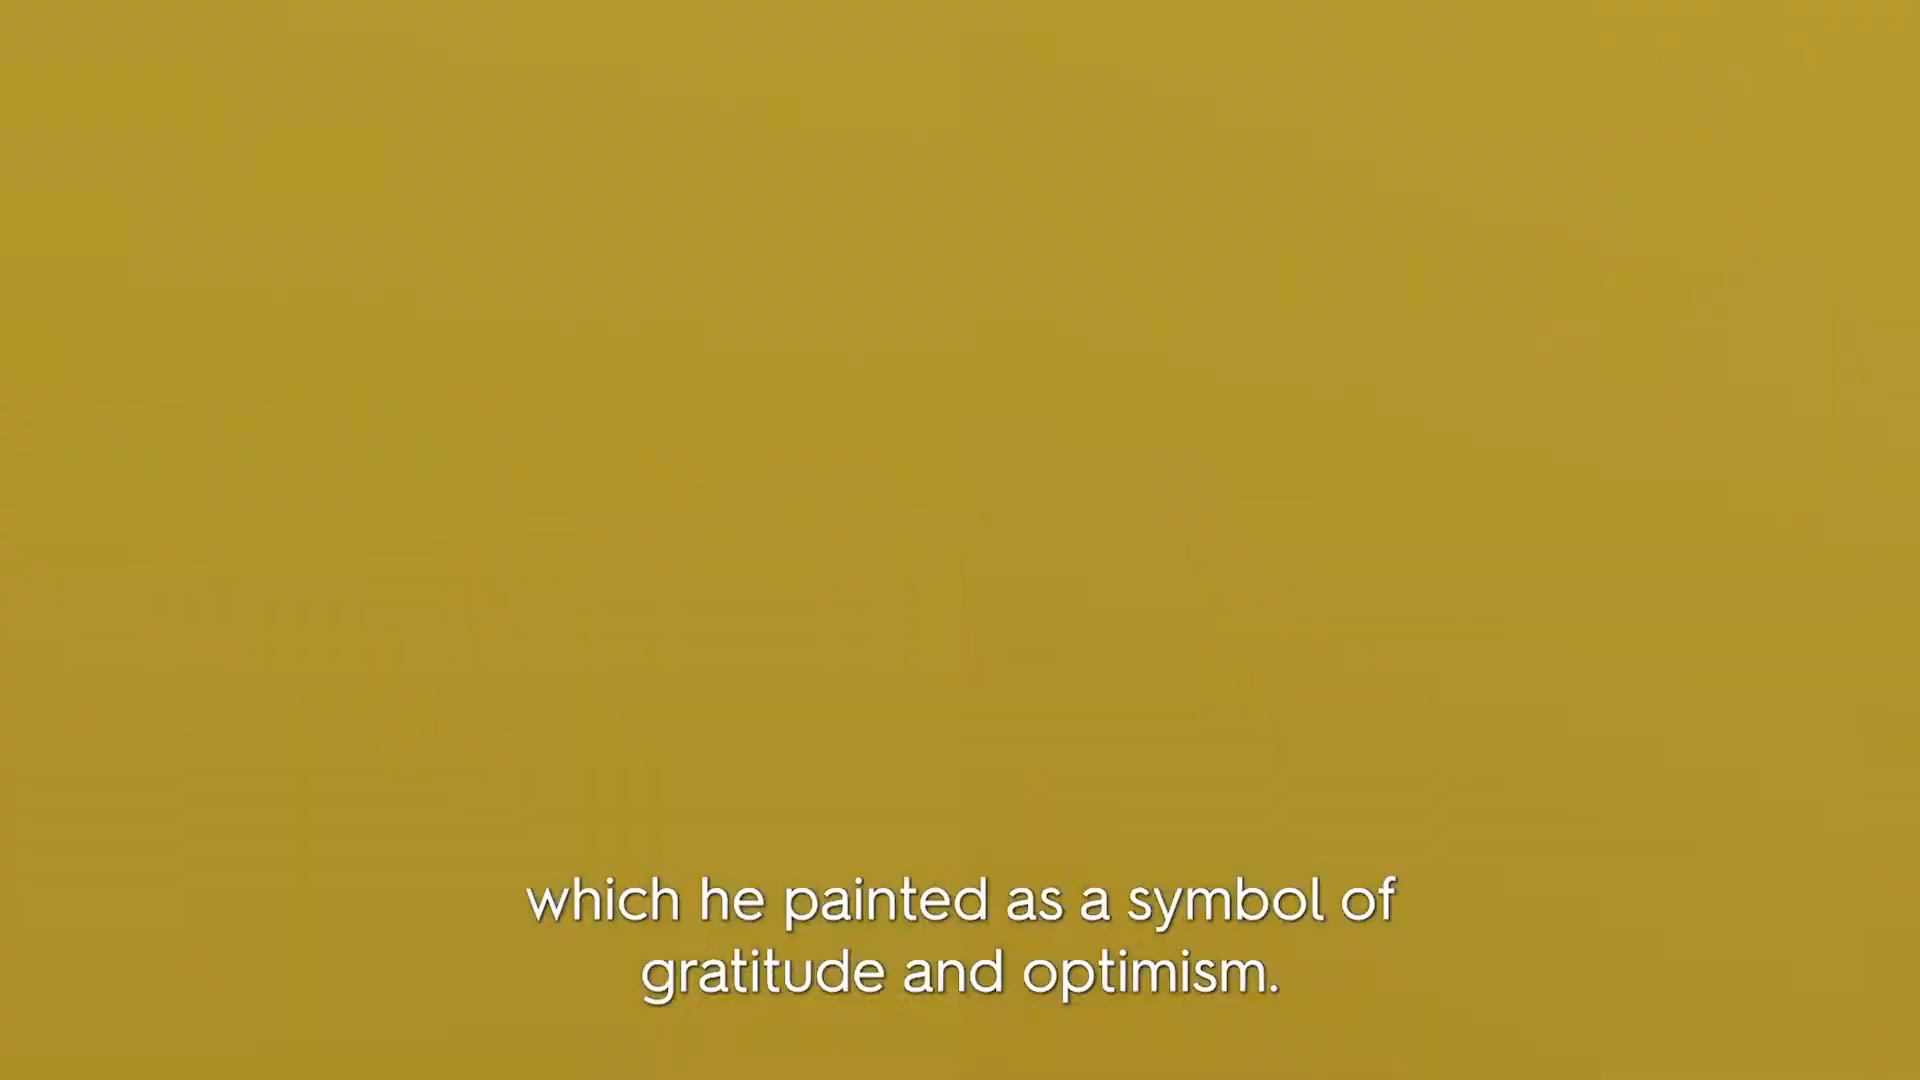 which he painted as a symbol of
gratitude and optimism.